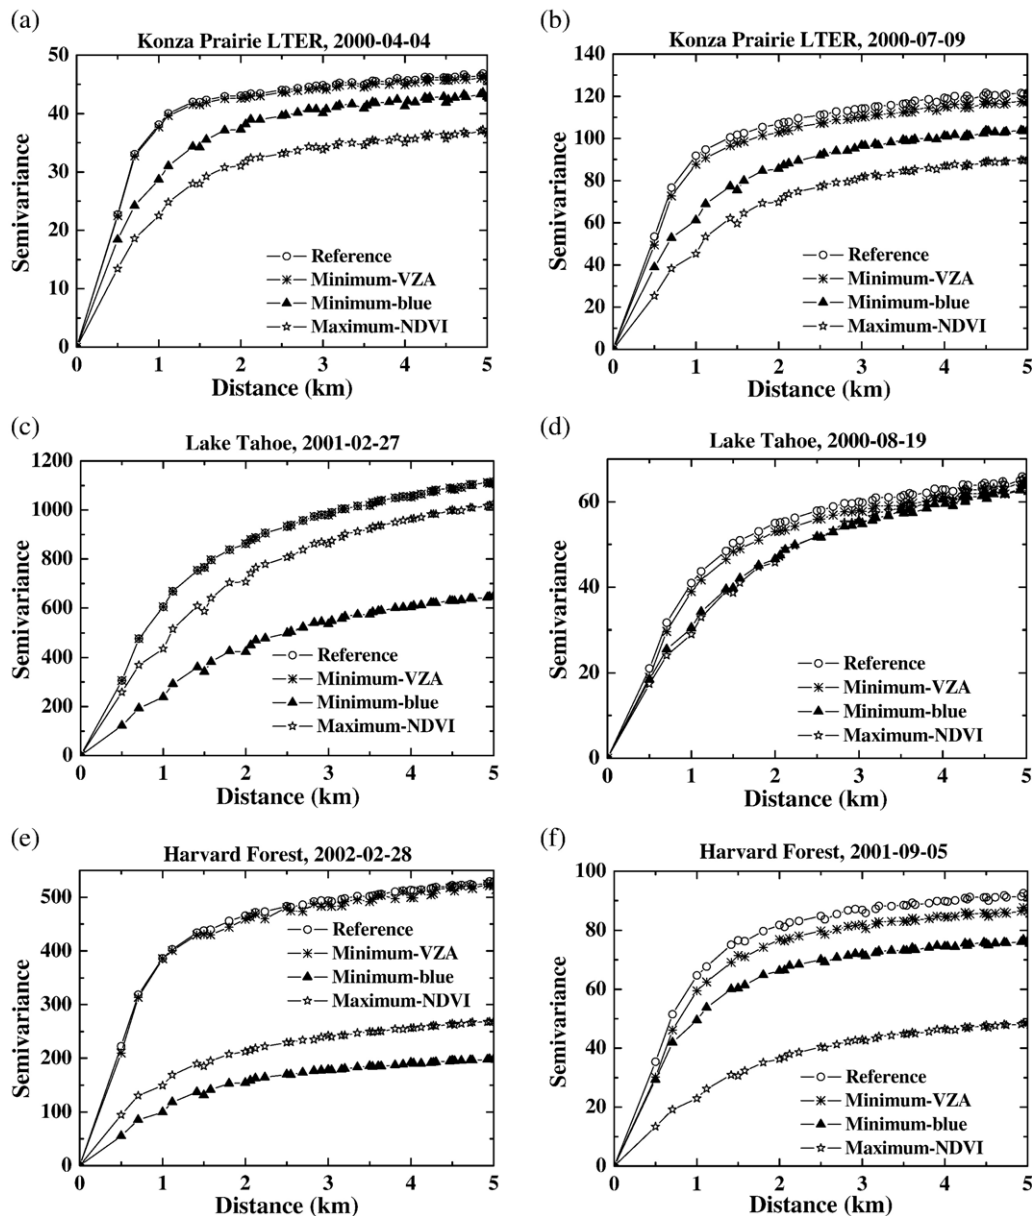 (a)
Konza Prairie LTER, 2000-04-04
50
40
30
20
10
0
Semivariance
Reference
Minimum-VZA
Minimum-blue
Maximum-NDVI
0 1 2 3 4 5
Distance (km)
(b)
Konza Prairie LTER, 2000-07-09
140
120
100
80
60
40
20
0
Semivariance
Reference
Minimum-VZA
Minimum-blue
Maximum-NDVI
0 1 2 3 4 5
Distance (km)
(c)
Lake Tahoe, 2001-02-27
1200
1000
800
600
400
200
0
Semivariance
Reference
Minimum-VZA
Minimum-blue
Maximum-NDVI
0 1 2 3 4 5
Distance (km)
(d)
Lake Tahoe, 2000-08-19
60
40
20
0
Semivariance
Reference
Minimum-VZA
Minimum-blue
Maximum-NDVI
0 1 2 3 4 5
Distance (km)
(e)
Harvard Forest, 2002-02-28
500
400
300
200
100
0
Semivariance
Reference
Minimum-VZA
Minimum-blue
Maximum-NDVI
0 1 2 3 4 5
Distance (km)
(f)
Harvard Forest, 2001-09-05
100
80
60
40
20
0
Semivariance
Reference
Minimum-VZA
Minimum-blue
Maximum-NDVI
0 1 2 3 4 5
Distance (km)